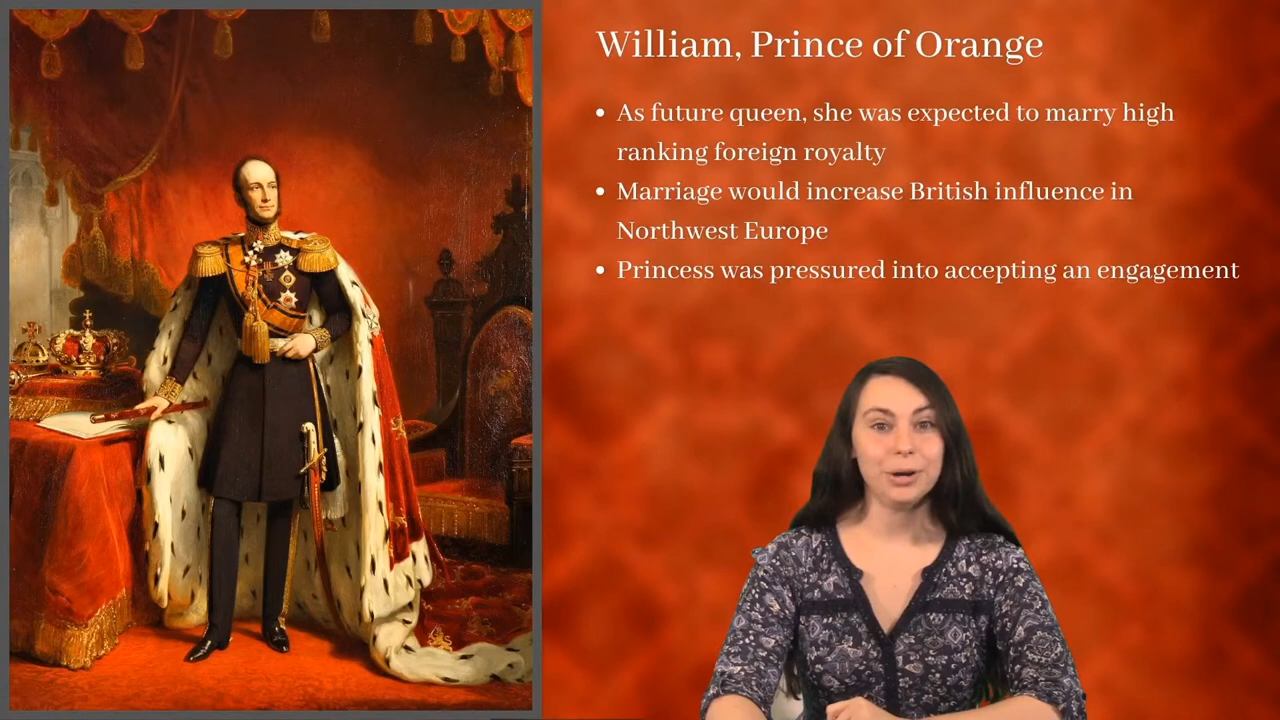 William, Prince of Orange
• As future queen, she was expected to marry high
ranking foreign royalty
• Marriage would increase British influence in
Northwest Europe
• Princess was pressured into accepting an engagement